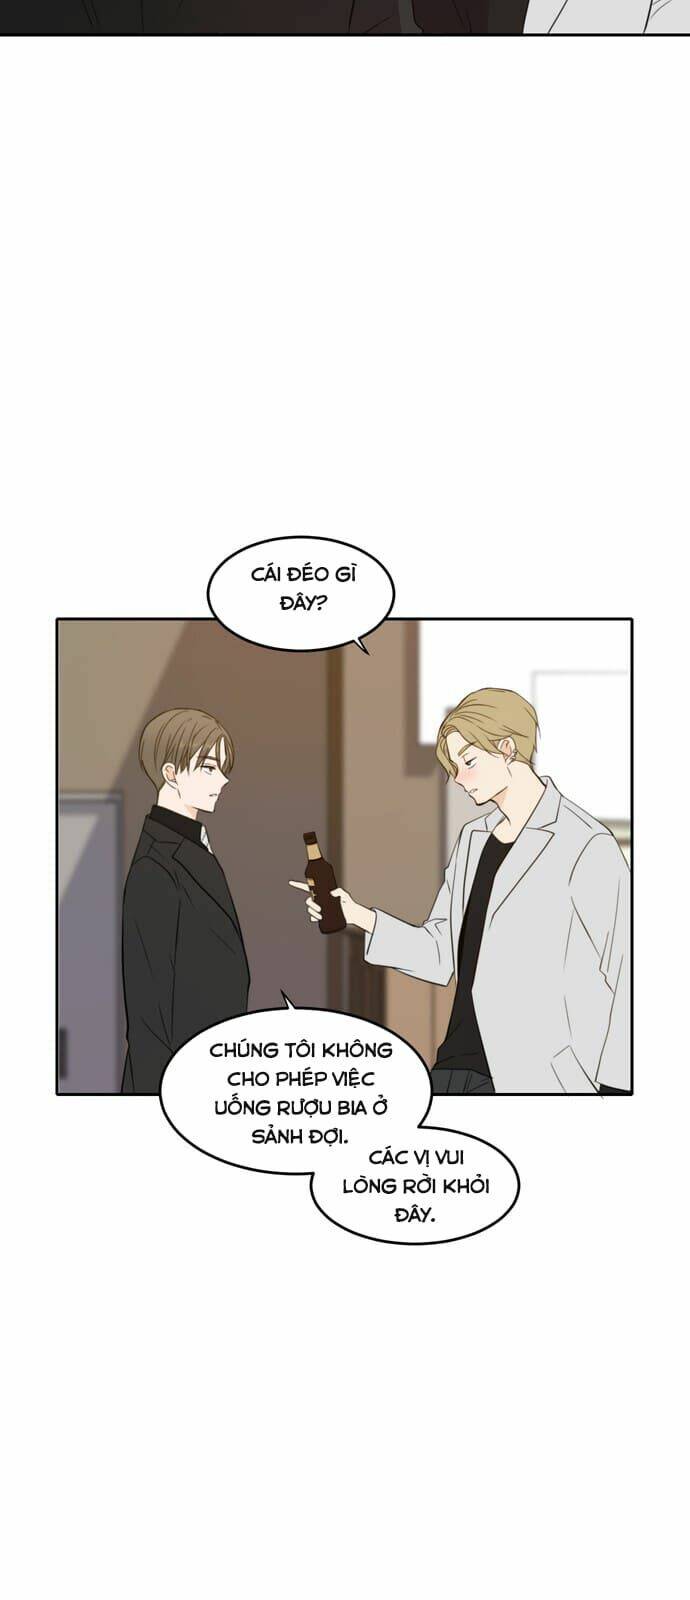 CÁI ĐÉO GÌ
ĐÂY?
CHÚNG TÔI KHÔNG
CHO PHÉP VIỆC
UỐNG RƯỢU BIA Ở
SẢNH ĐỢI.
CÁC VỊ VUI
LÒNG RỜI KHỎI
ĐÂY.